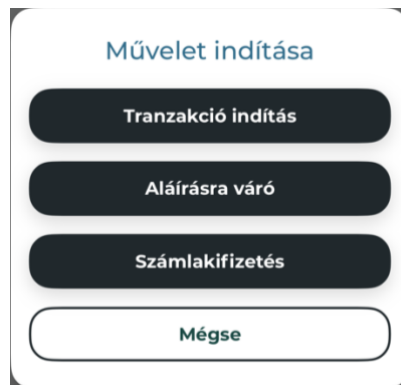 Művelet indítása
Tranzakció indítás
Aláírásra váró
Számlakifizetés
Mégse